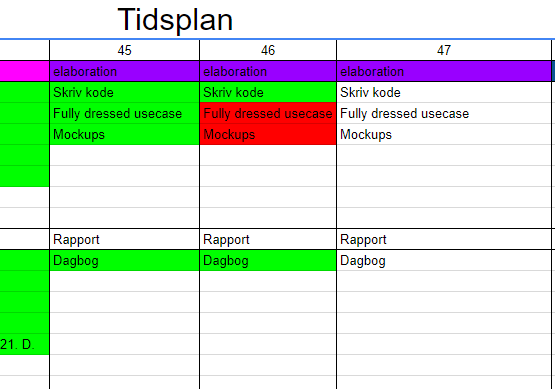 Tidsplan
45 46 47
elaboration elaboration elaboration
Skriv kode Skriv kode Skriv kode
Fully dressed usecase Fully dressed usecase Fully dressed usecase
Mockups Mockups Mockups
Rapport Rapport Rapport
Dagbog Dagbog Dagbog
21. D.